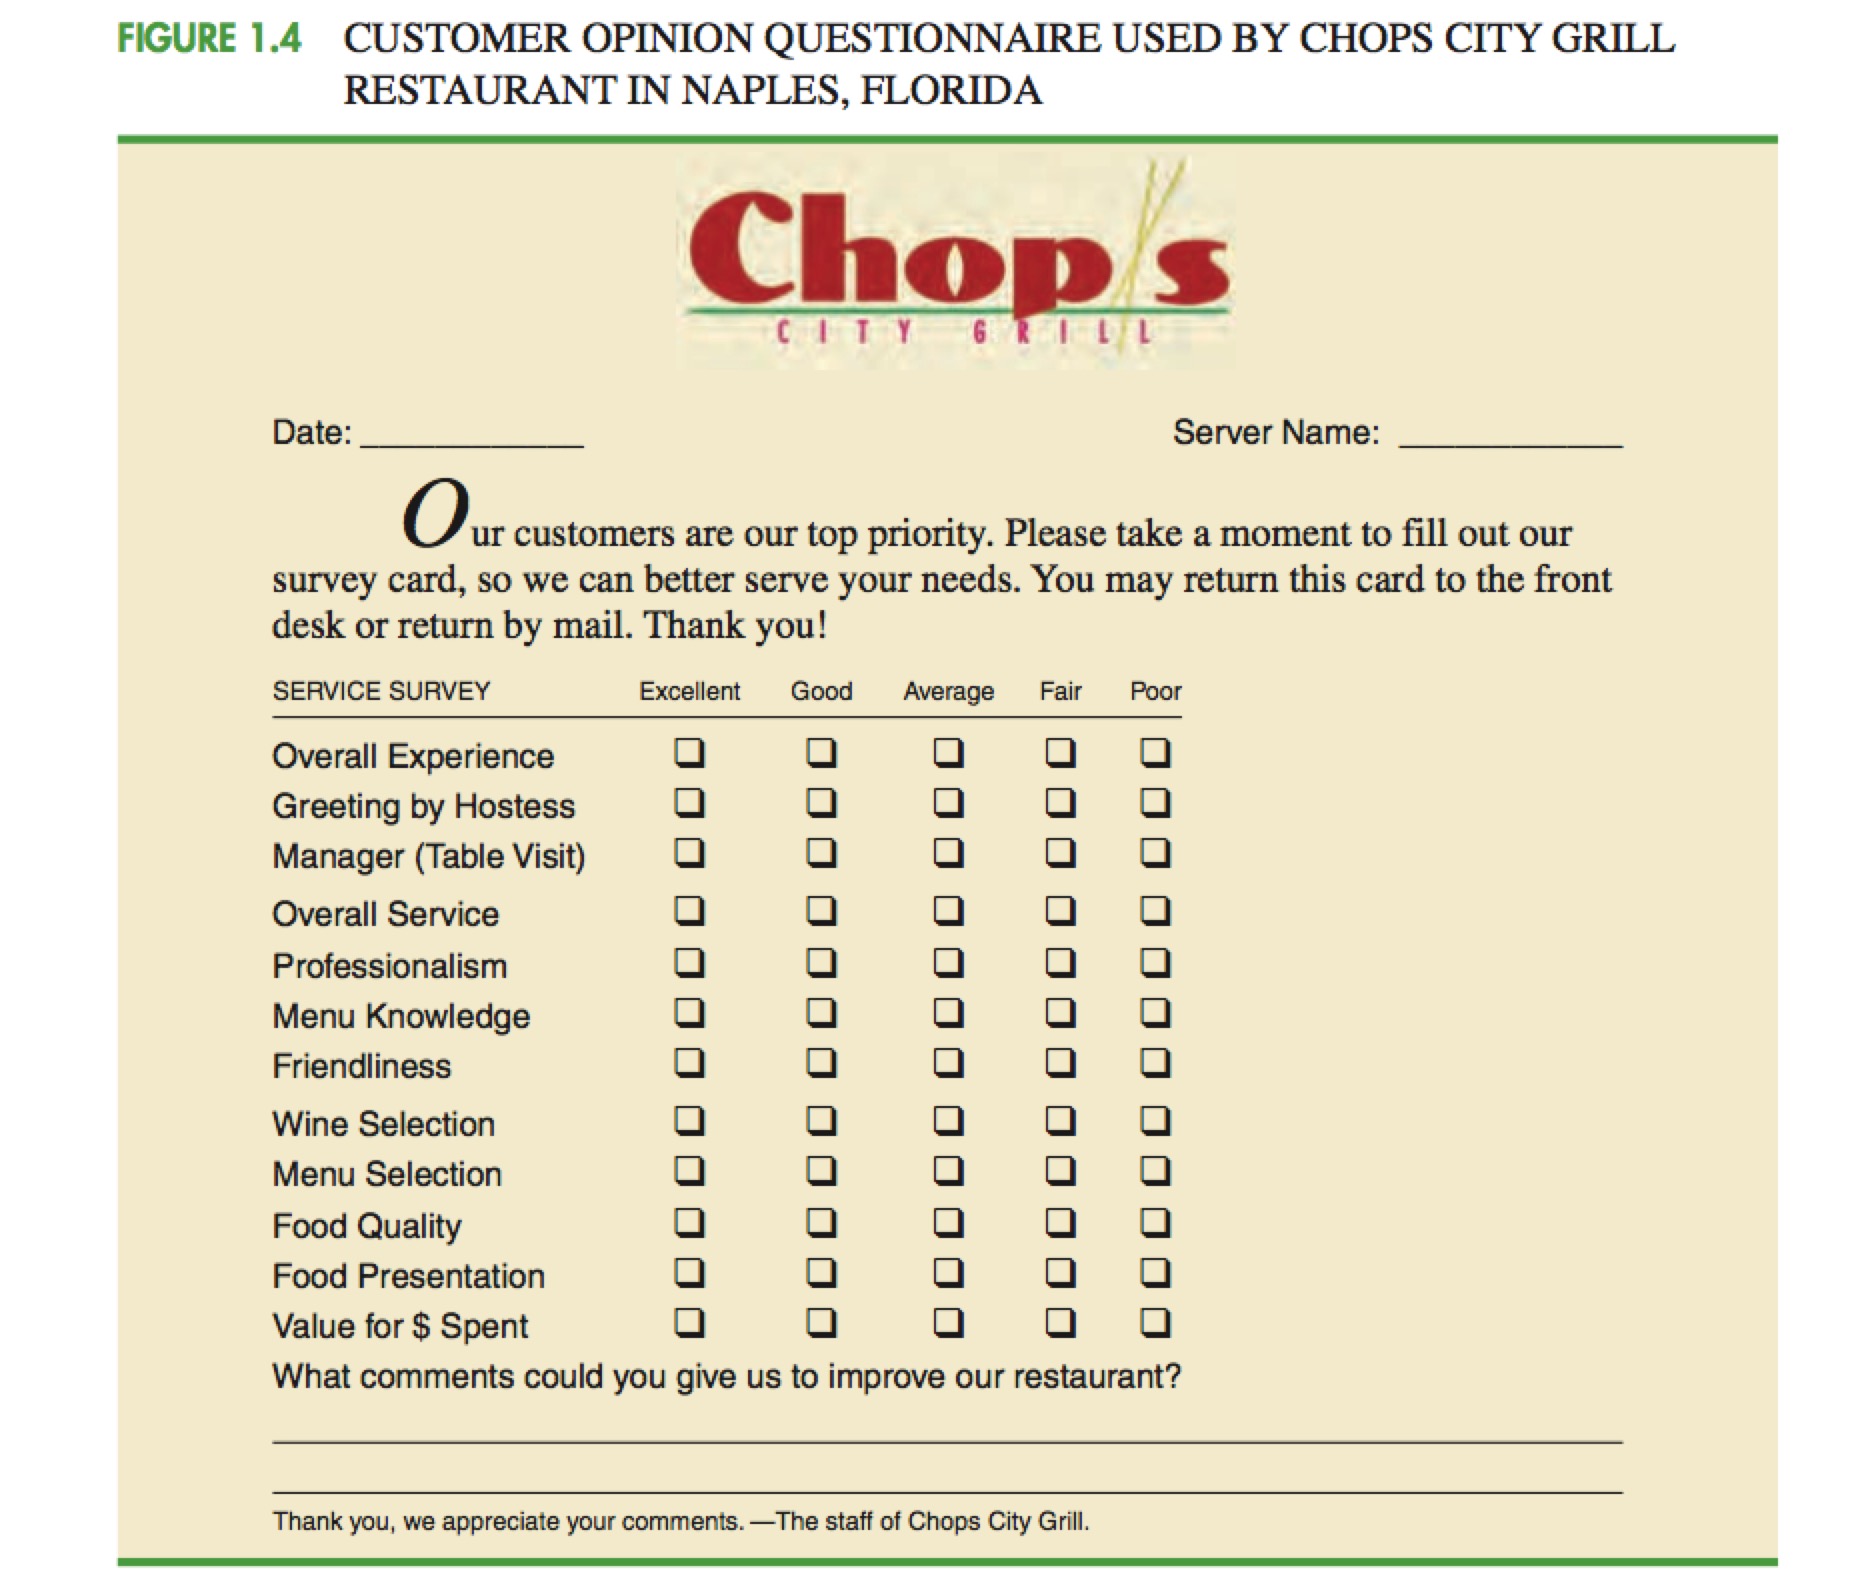 FIGURE 1.4 CUSTOMER OPINION QUESTIONNAIRE USED BY CHOPS CITY GRILL
RESTAURANT IN NAPLES, FLORIDA
Chop's
CITY GRILL
Date: ____________ Server Name: ____________
Our customers are our top priority. Please take a moment to fill out our
survey card, so we can better serve your needs. You may return this card to the front
desk or return by mail. Thank you!
SERVICE SURVEY Excellent Good Average Fair Poor
Overall Experience ❏ ❏ ❏ ❏ ❏
Greeting by Hostess ❏ ❏ ❏ ❏ ❏
Manager (Table Visit) ❏ ❏ ❏ ❏ ❏
Overall Service ❏ ❏ ❏ ❏ ❏
Professionalism ❏ ❏ ❏ ❏ ❏
Menu Knowledge ❏ ❏ ❏ ❏ ❏
Friendliness ❏ ❏ ❏ ❏ ❏
Wine Selection ❏ ❏ ❏ ❏ ❏
Menu Selection ❏ ❏ ❏ ❏ ❏
Food Quality ❏ ❏ ❏ ❏ ❏
Food Presentation ❏ ❏ ❏ ❏ ❏
Value for $ Spent ❏ ❏ ❏ ❏ ❏
What comments could you give us to improve our restaurant?
Thank you, we appreciate your comments. —The staff of Chops City Grill.